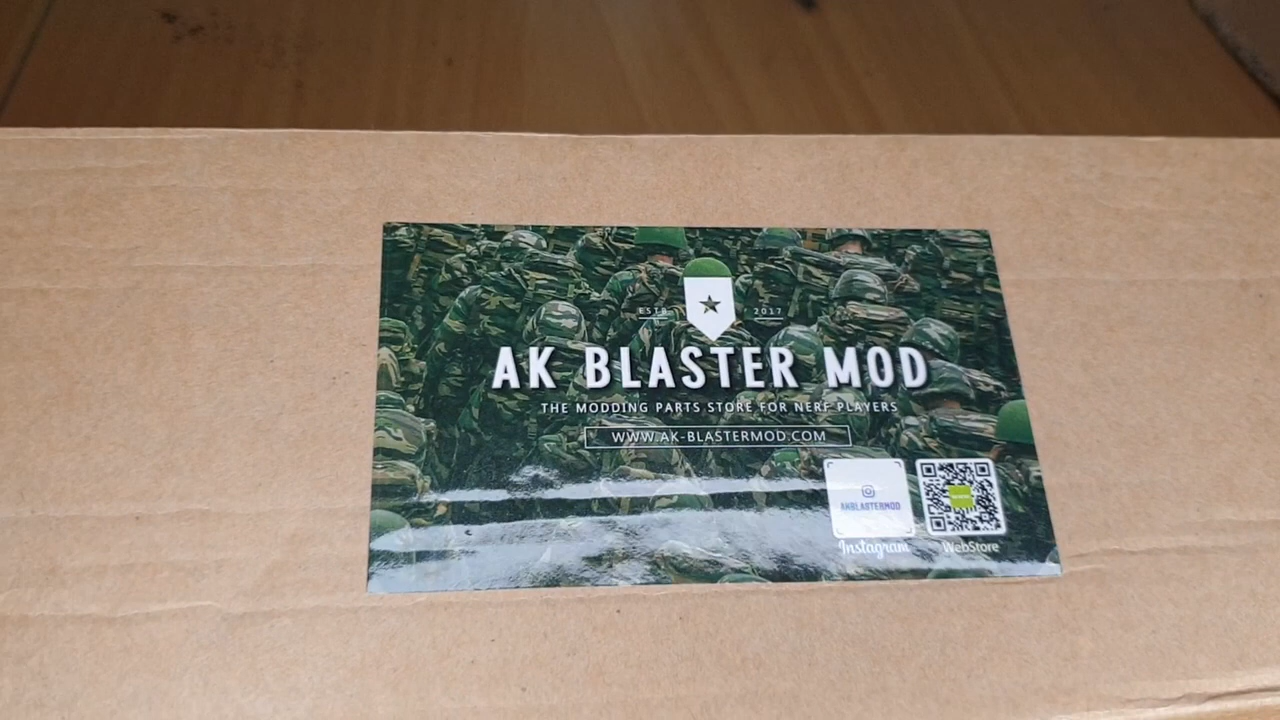 ESTD 2017
AK BLASTER MOD
THE MODDING PARTS STORE FOR NERF PLAYERS
WWW.AK-BLASTERMOD.COM
AKBLASTERMOD
Instagram
WebStore